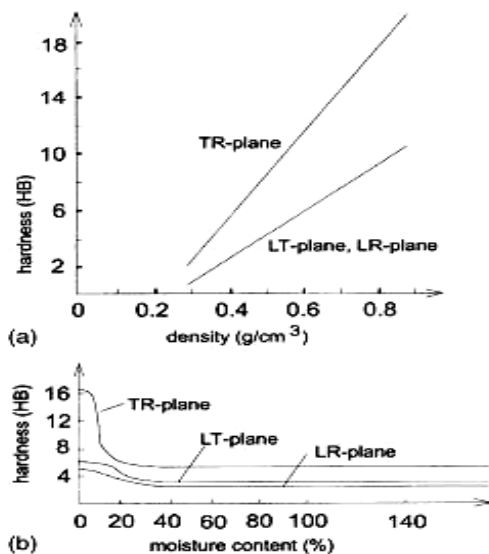 hardness (HB)
18
14
10
6
2
TR-plane
LT-plane, LR-plane
0 0.2 0.4 0.6 0.8
density (g/cm³)
(a)
hardness (HB)
16
12
8
4
TR-plane
LT-plane
LR-plane
0 20 40 60 80 100 140
moisture content (%)
(b)